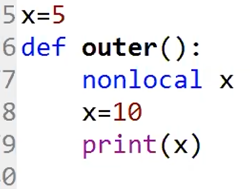 5 x=5
6 def outer():
7     nonlocal x
8     x=10
9     print(x)
0